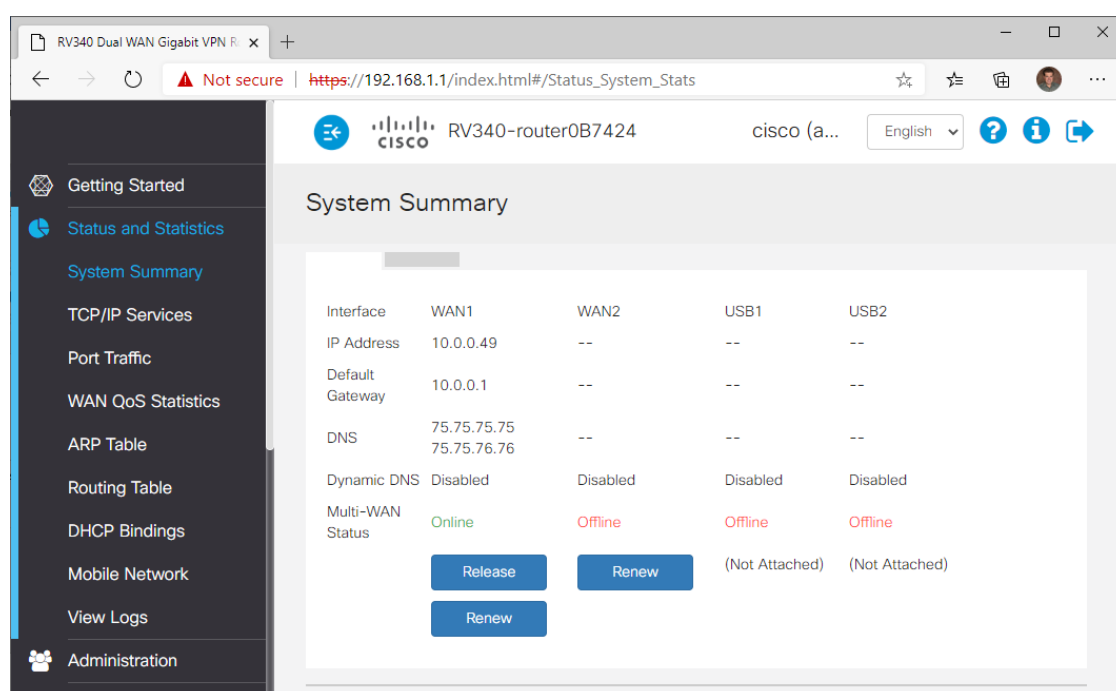 RV340 Dual WAN Gigabit VPN R
Not secure | https://192.168.1.1/index.html#/Status_System_Stats
cisco RV340-router0B7424 cisco (a... English
Getting Started
Status and Statistics
System Summary
TCP/IP Services
Port Traffic
WAN QoS Statistics
ARP Table
Routing Table
DHCP Bindings
Mobile Network
View Logs
Administration
System Summary
Interface WAN1 WAN2 USB1 USB2
IP Address 10.0.0.49 -- -- --
Default
Gateway 10.0.0.1 -- -- --
DNS 75.75.75.75
75.75.76.76 -- -- --
Dynamic DNS Disabled Disabled Disabled Disabled
Multi-WAN
Status Online Offline Offline Offline
Release Renew (Not Attached) (Not Attached)
Renew